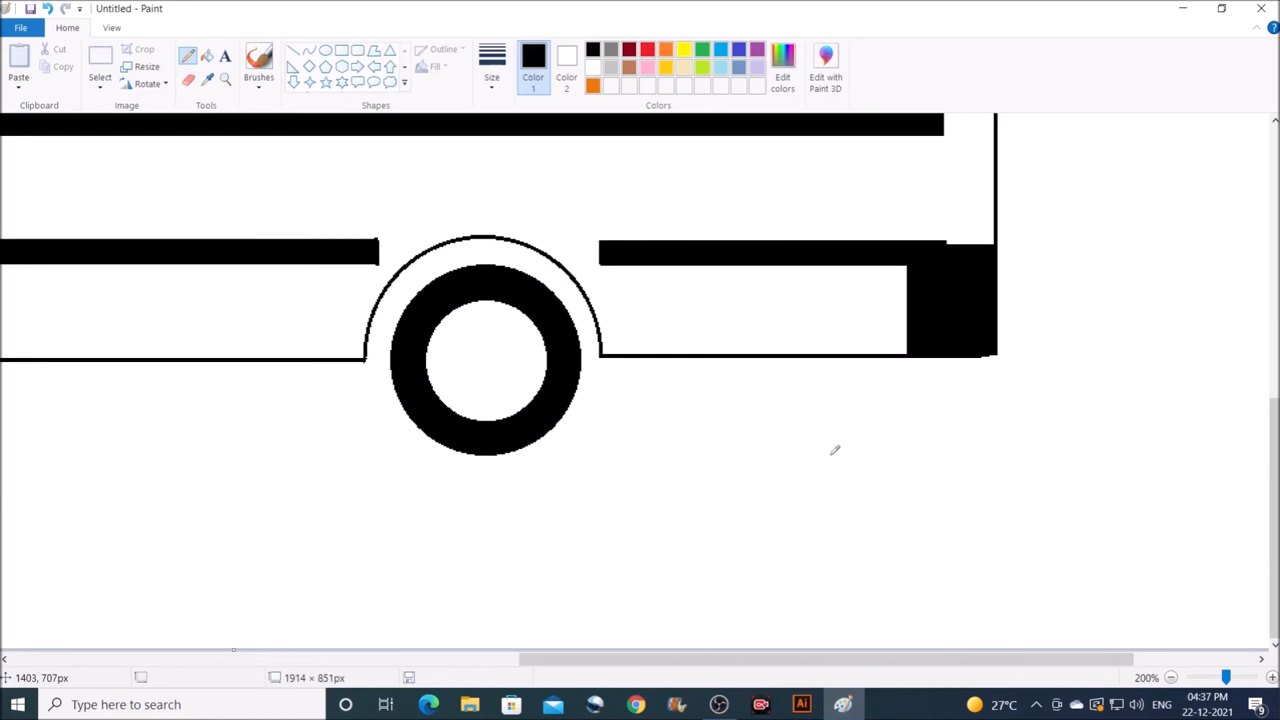 Untitled - Paint
File Home View
Paste
Cut
Copy
Clipboard
Select
Crop
Resize
Rotate
Image
A
Tools
Brushes
Outline
Fill
Shapes
Size
Color 1
Color 2
Edit colors
Colors
Edit with Paint 3D
1403, 707px
1914 × 851px
200%
Type here to search
Ai
27°C
ENG
04:37 PM
22-12-2021
9